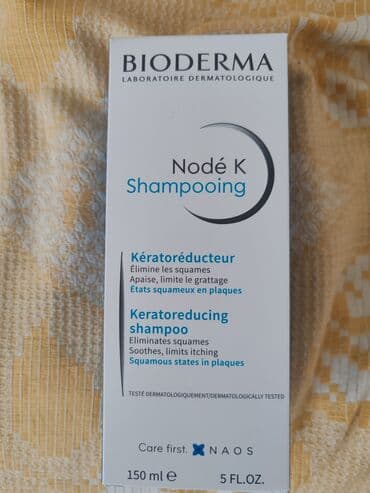 BIODERMA
LABORATOIRE DERMATOLOGIQUE
Nodé K
Shampooing
Kératoréducteur
Élimine les squames
Apaise, limite le grattage
États squameux en plaques
Keratoreducing
shampoo
Eliminates squames
Soothes, limits itching
Squamous states in plaques
TESTÉ DERMATOLOGIQUEMENT/DERMATOLOGICALLY TESTED
Care first. NAOS
150 ml e 5 FL.OZ.